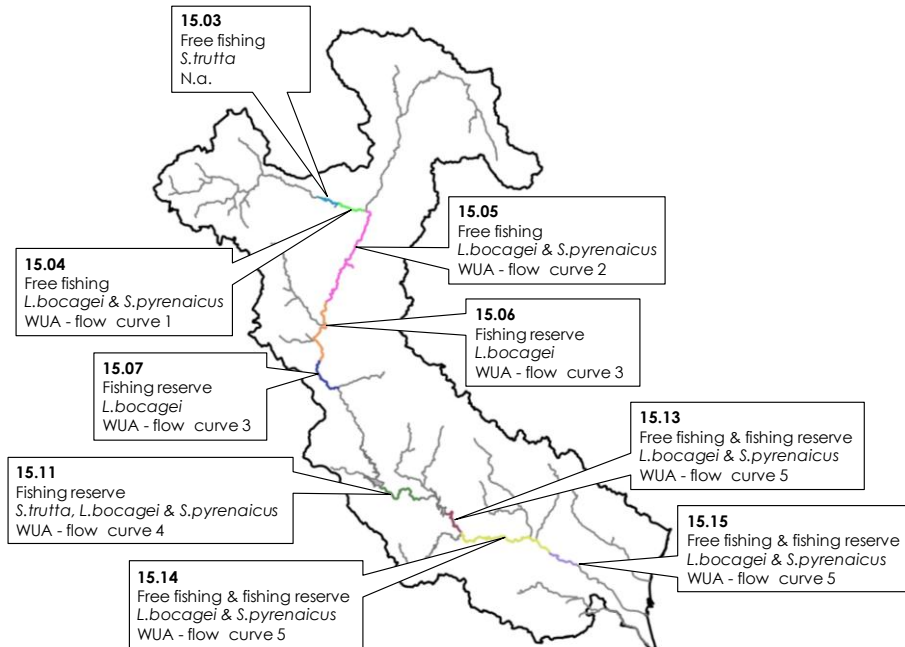 15.03
Free fishing
S.trutta
N.a.
15.05
Free fishing
L.bocagei & S.pyrenaicus
WUA - flow curve 2
15.04
Free fishing
L.bocagei & S.pyrenaicus
WUA - flow curve 1
15.06
Fishing reserve
L.bocagei
WUA - flow curve 3
15.07
Fishing reserve
L.bocagei
WUA - flow curve 3
15.13
Free fishing & fishing reserve
L.bocagei & S.pyrenaicus
WUA - flow curve 5
15.11
Fishing reserve
S.trutta, L.bocagei & S.pyrenaicus
WUA - flow curve 4
15.15
Free fishing & fishing reserve
L.bocagei & S.pyrenaicus
WUA - flow curve 5
15.14
Free fishing & fishing reserve
L.bocagei & S.pyrenaicus
WUA - flow curve 5